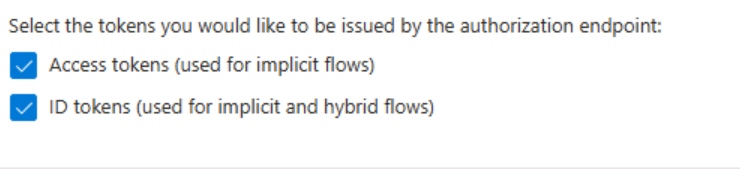 Select the tokens you would like to be issued by the authorization endpoint:
Access tokens (used for implicit flows)
ID tokens (used for implicit and hybrid flows)